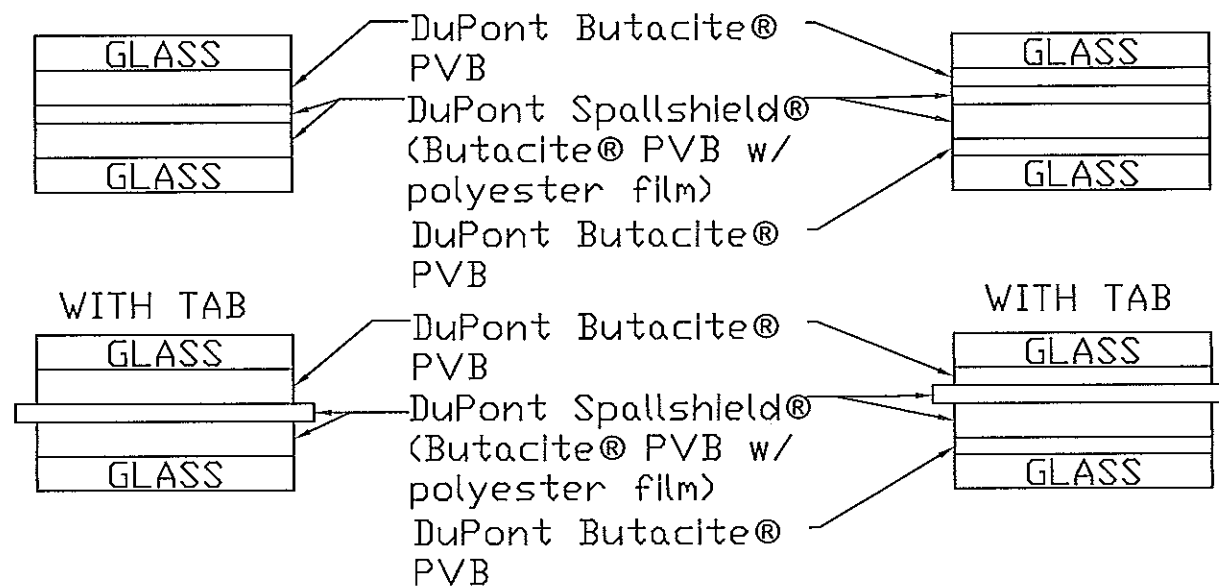 GLASS
GLASS
DuPont Butacite®
PVB
DuPont Spallshield®
(Butacite® PVB w/
polyester film)
DuPont Butacite®
PVB
GLASS
GLASS
WITH TAB
GLASS
GLASS
DuPont Butacite®
PVB
DuPont Spallshield®
(Butacite® PVB w/
polyester film)
DuPont Butacite®
PVB
WITH TAB
GLASS
GLASS